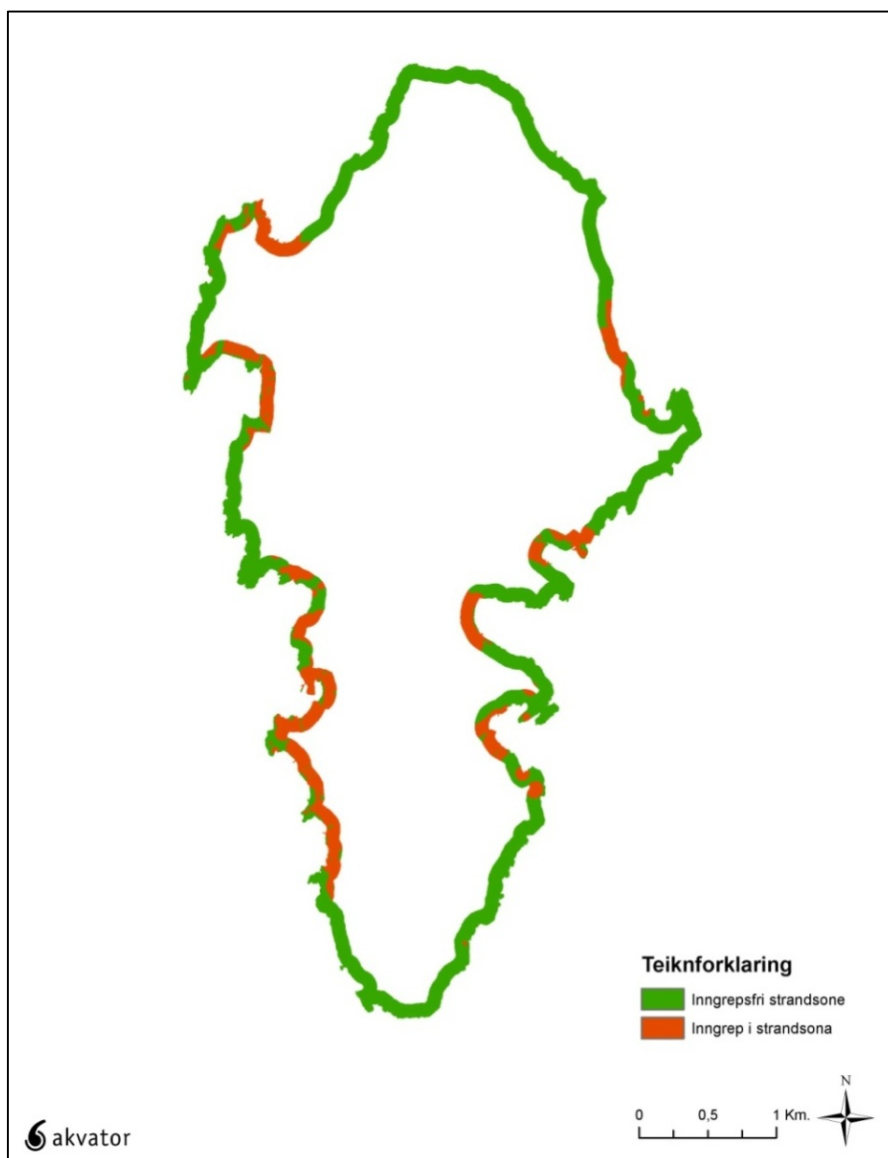 Teiknforklaring
Inngrepsfri strandsone
Inngrep i strandsona
N
0 0,5 1 Km.
akvator